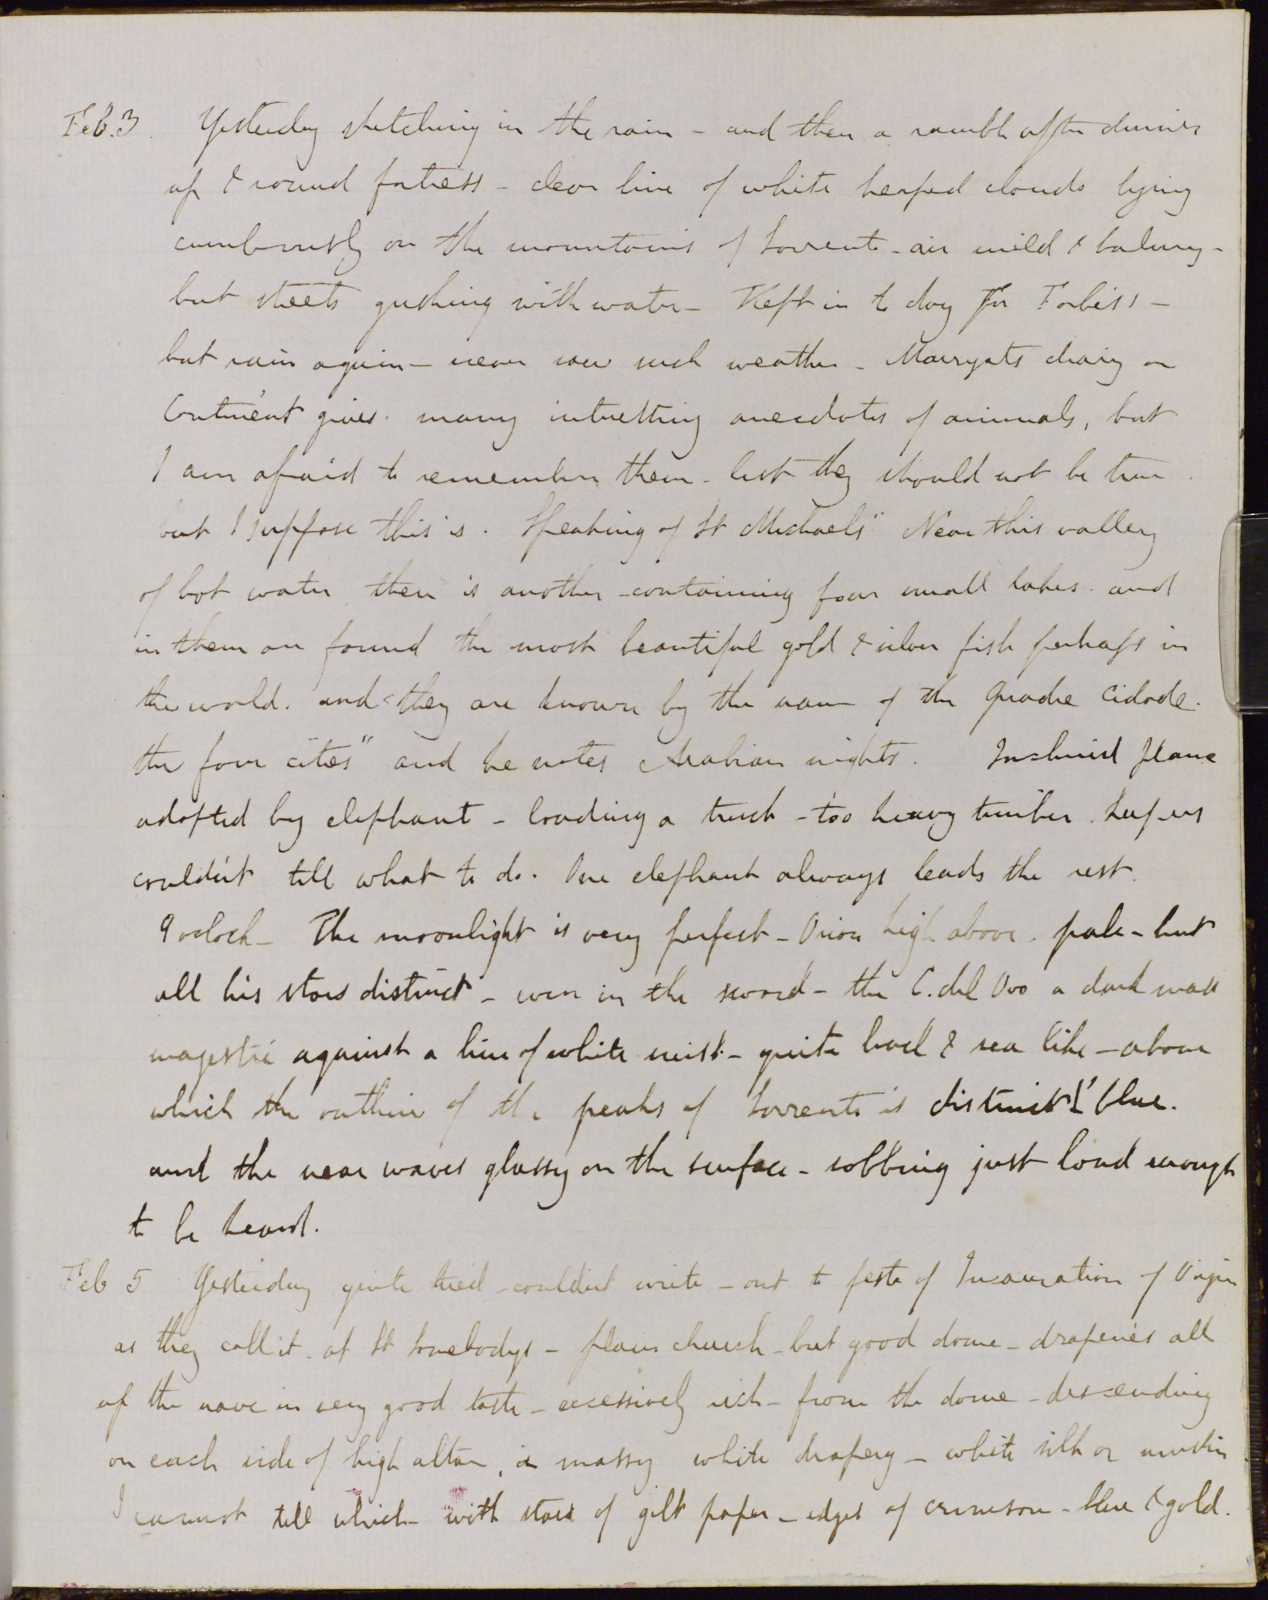 Feb. 3 Yesterday sketching in the rain - and then a ramble after dinner
up & round fortress - clear line of white heaped clouds lying
cumbrously on the mountains of Sorrento - air mild & balmy -
but streets gushing with water - Kept in to day for Forbess -
but rain again - never saw such weather - Marryats diary on
Continent gives many interesting anecdotes of animals, but
I am afraid to remember them - lest they should not be true
but I suppose this is. Speaking of St Michaels" Near this valley
of hot water there is another - containing four small lakes. and
in them are found the most beautiful gold & silver fish perhaps in
the world. and they are known by the name of the Quadre Cidade.
the four cities" and he notes Arabian nights. Inclined plane
adopted by elephant - loading a truck - too heavy timber. keepers
couldn't tell what to do. One elephant always leads the rest.
9 oclock - The moonlight is very perfect - Orion high above. pale - but
all his stars distinct - even in the sword - the C. del Ovo a dark mass
majestic against a line of white mist - quite level & sea like - above
which the outline of the peaks of Sorrento is distinct blue.
and the near waves glassy on the surface - sobbing just loud enough
to be heard.
Feb 5 Yesterday quite tired - couldnt write - out to festa of of Virgin
as they call it. at St Somebodys - plain church - but good dome - draperies all
up the nave in very good taste - excessively rich - from the dome - descending
on each side of high altar, a massy white drapery - white silk or muslin
I cannot tell which - with stars of gilt paper - edges of crimson - blue & gold.